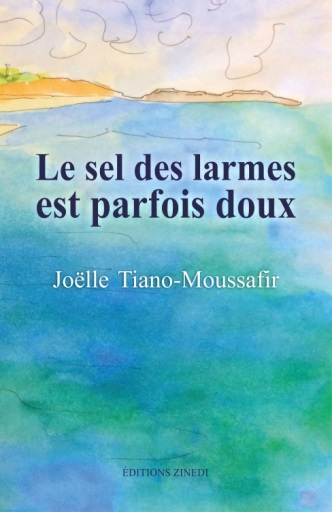 Le sel des larmes
est parfois doux
Joëlle Tiano-Moussafir
ÉDITIONS ZINEDI